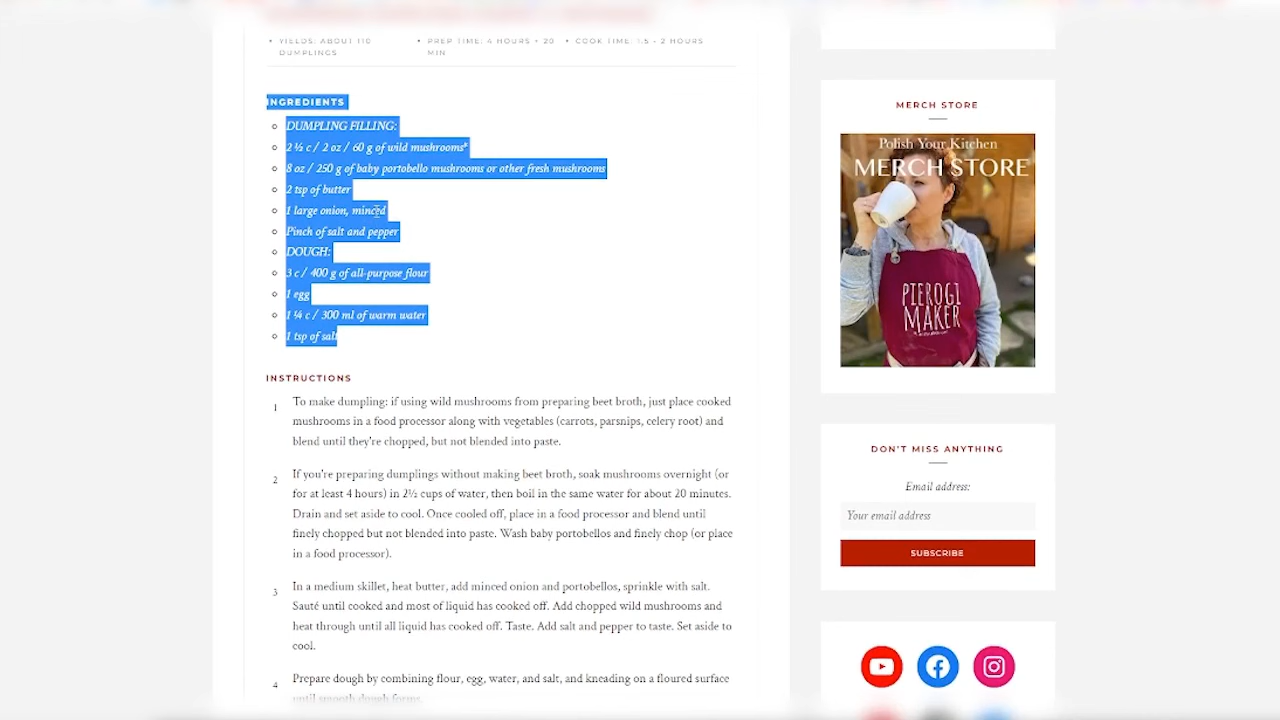 YIELDS: ABOUT 110
DUMPLINGS
PREP TIME: 4 HOURS + 20
MIN
COOK TIME: 1.5 - 2 HOURS
INGREDIENTS
DUMPLING FILLING:
2 ½ c / 2 oz / 60 g of wild mushrooms*
8 oz / 250 g of baby portobello mushrooms or other fresh mushrooms
2 tsp of butter
1 large onion, minced
Pinch of salt and pepper
DOUGH:
3 c / 400 g of all-purpose flour
1 egg
1 ¼ c / 300 ml of warm water
1 tsp of salt
INSTRUCTIONS
1 To make dumpling: if using wild mushrooms from preparing beet broth, just place cooked
mushrooms in a food processor along with vegetables (carrots, parsnips, celery root) and
blend until they're chopped, but not blended into paste.
2 If you're preparing dumplings without making beet broth, soak mushrooms overnight (or
for at least 4 hours) in 2½ cups of water, then boil in the same water for about 20 minutes.
Drain and set aside to cool. Once cooled off, place in a food processor and blend until
finely chopped but not blended into paste. Wash baby portobellos and finely chop (or place
in a food processor).
3 In a medium skillet, heat butter, add minced onion and portobellos, sprinkle with salt.
Sauté until cooked and most of liquid has cooked off. Add chopped wild mushrooms and
heat through until all liquid has cooked off. Taste. Add salt and pepper to taste. Set aside to
cool.
4 Prepare dough by combining flour, egg, water, and salt, and kneading on a floured surface
until smooth dough forms.
MERCH STORE
Polish Your Kitchen
MERCH STORE
PIEROGI
MAKER
DON'T MISS ANYTHING
Email address:
Your email address
SUBSCRIBE